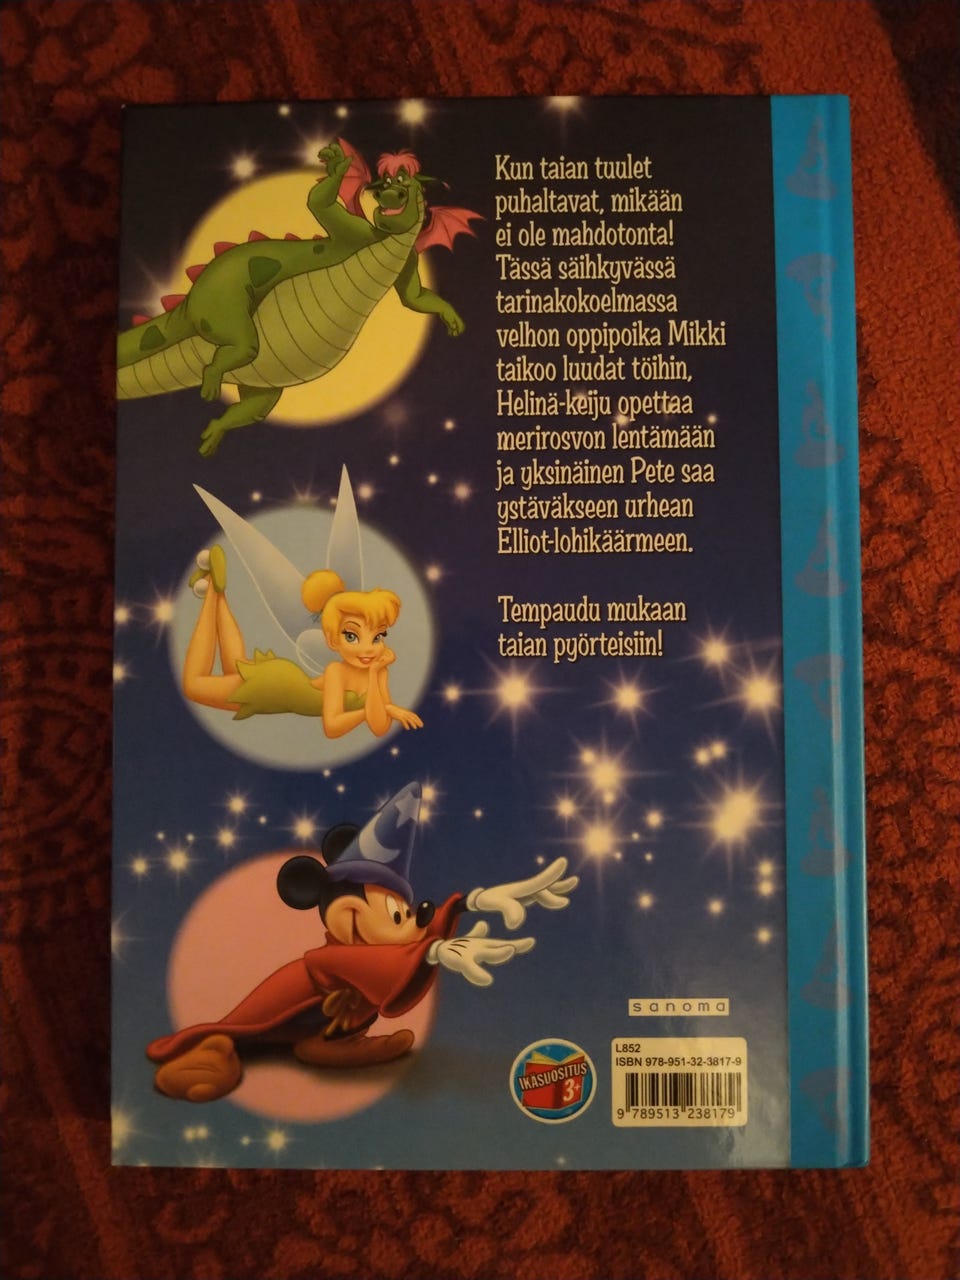 Kun taian tuulet
puhaltavat, mikään
ei ole mahdotonta!
Tässä säihkyvässä
tarinakokoelmassa
velhon oppipoika Mikki
taikoo luudat töihin,
Helinä-keiju opettaa
merirosvon lentämään
ja yksinäinen Pete saa
ystäväkseen urhean
Elliot-lohikäärmeen.
Tempaudu mukaan
taian pyörteisiin!
sanoma
IKÄSUOSITUS
3+
L852
ISBN 978-951-32-3817-9
9 789513 238179